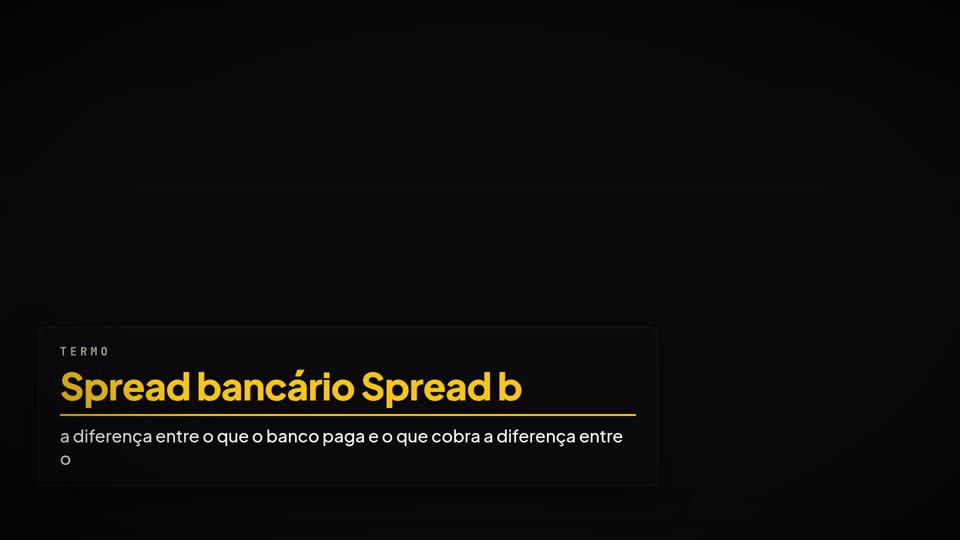 TERMO
Spread bancário Spread b
a diferença entre o que o banco paga e o que cobra a diferença entre
o